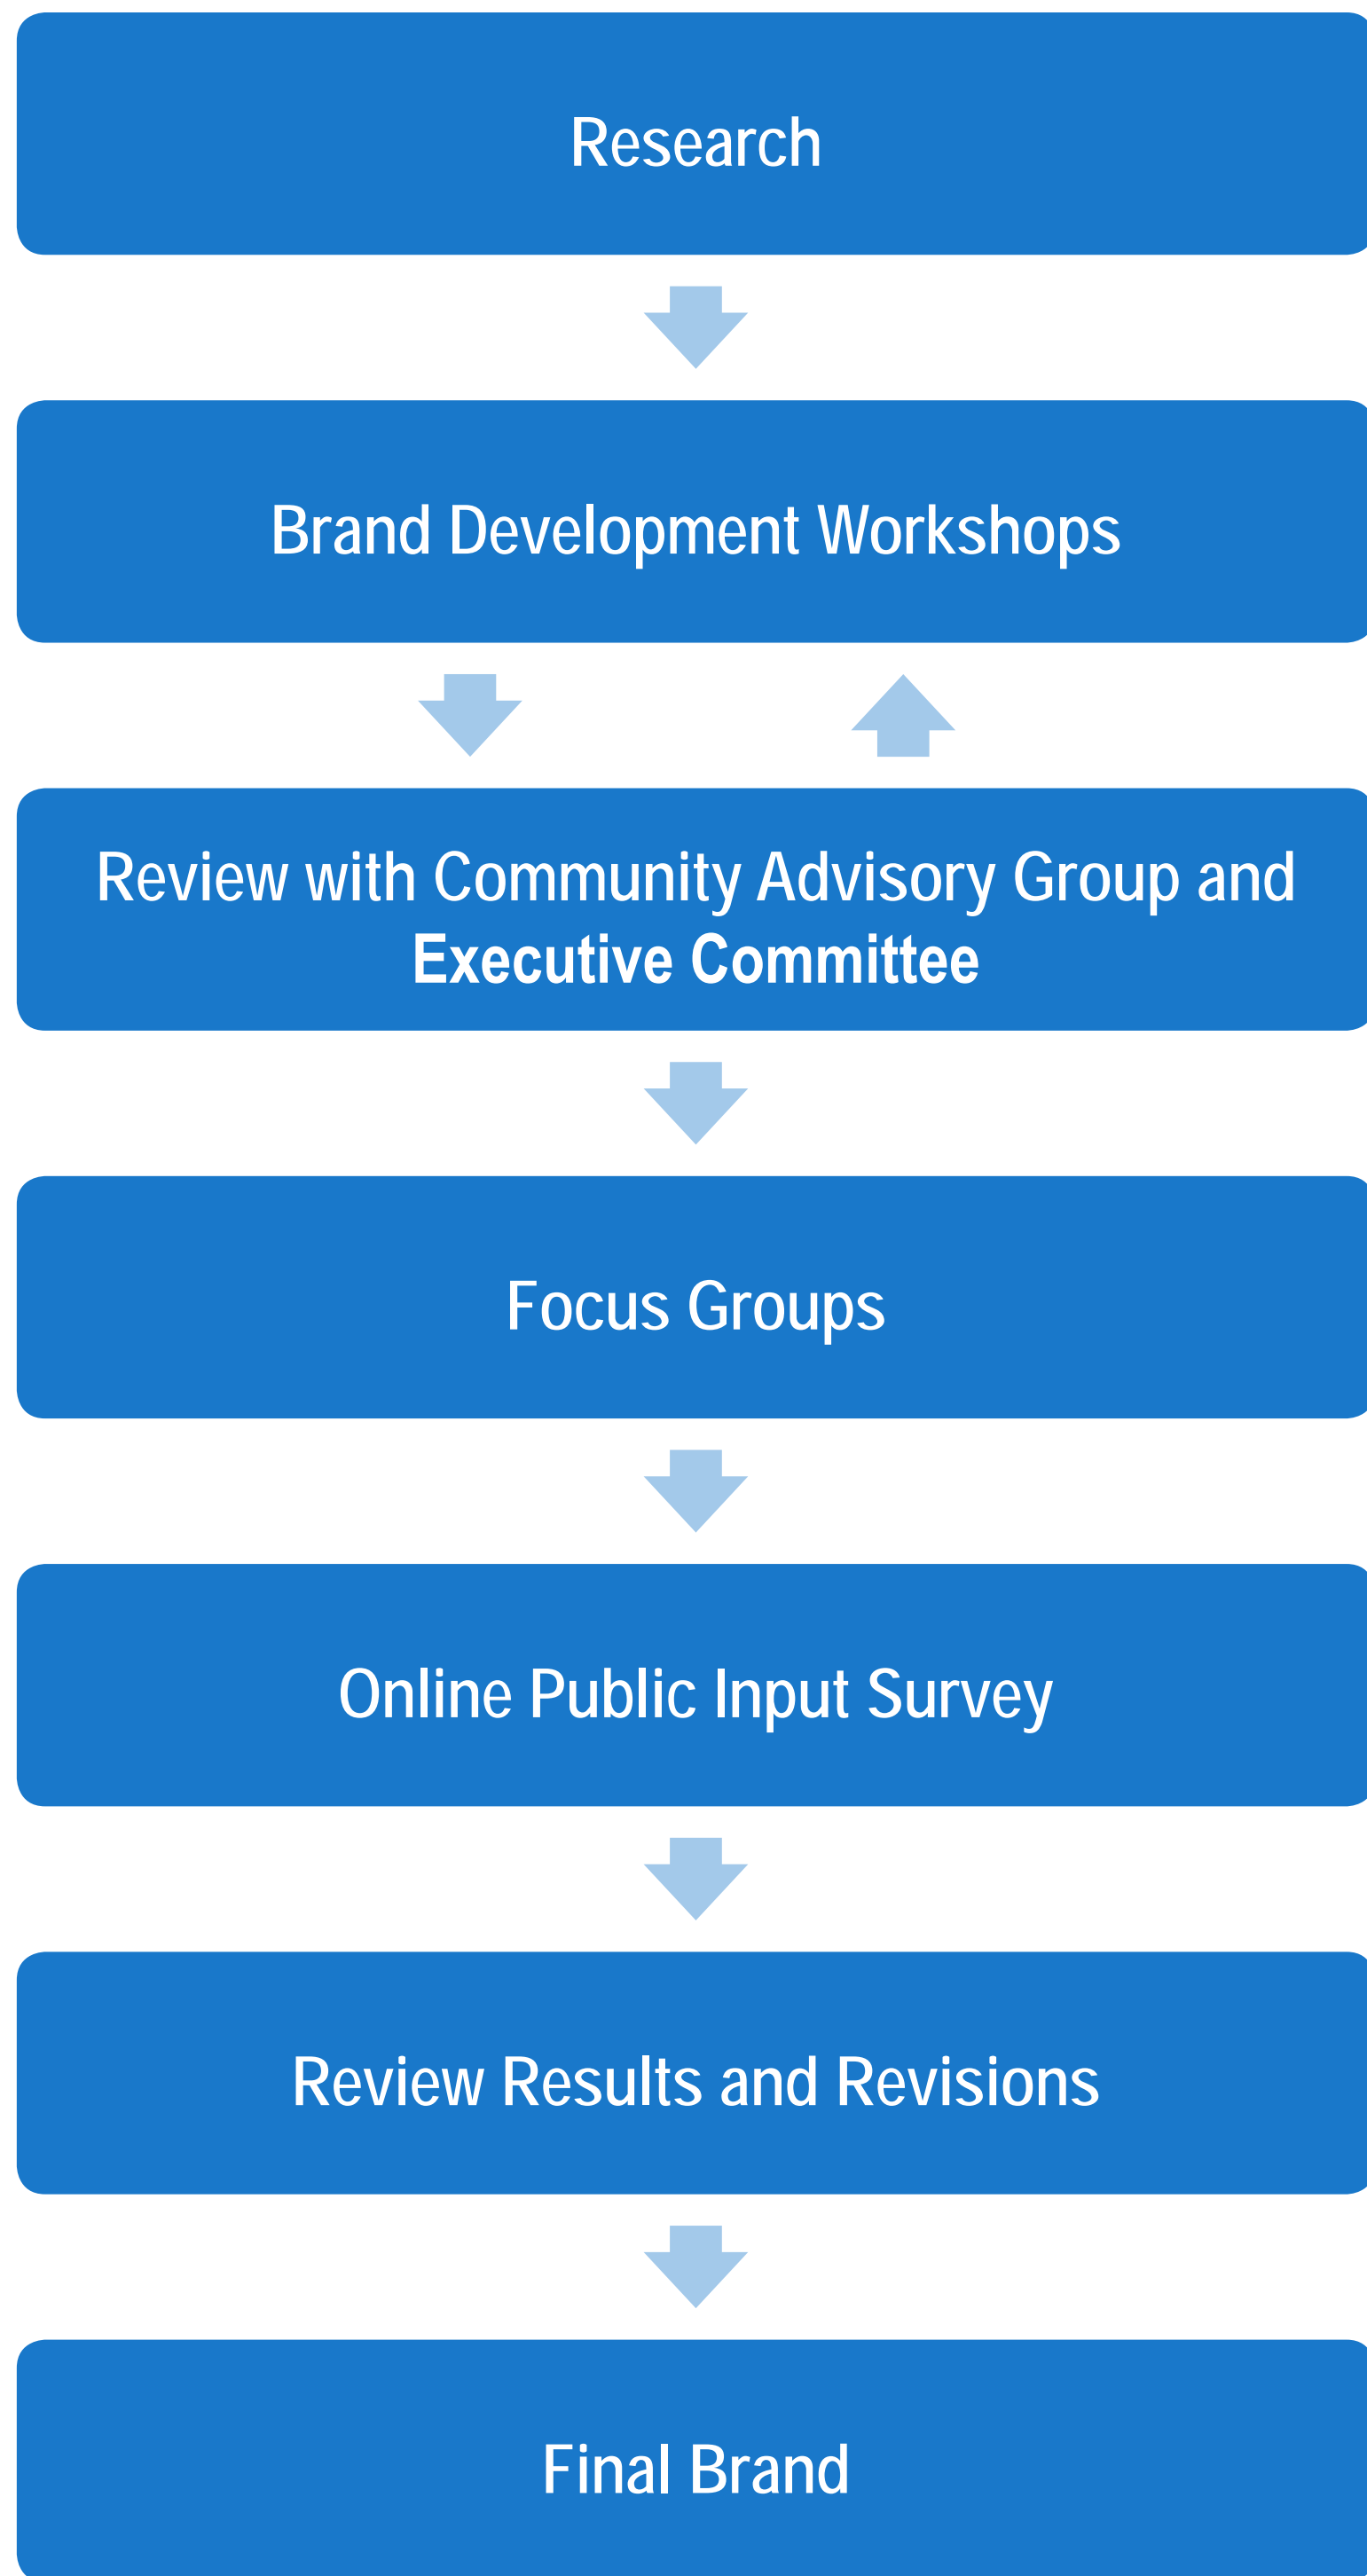 Research
Brand Development Workshops
Review with Community Advisory Group and
Executive Committee
Focus Groups
Online Public Input Survey
Review Results and Revisions
Final Brand